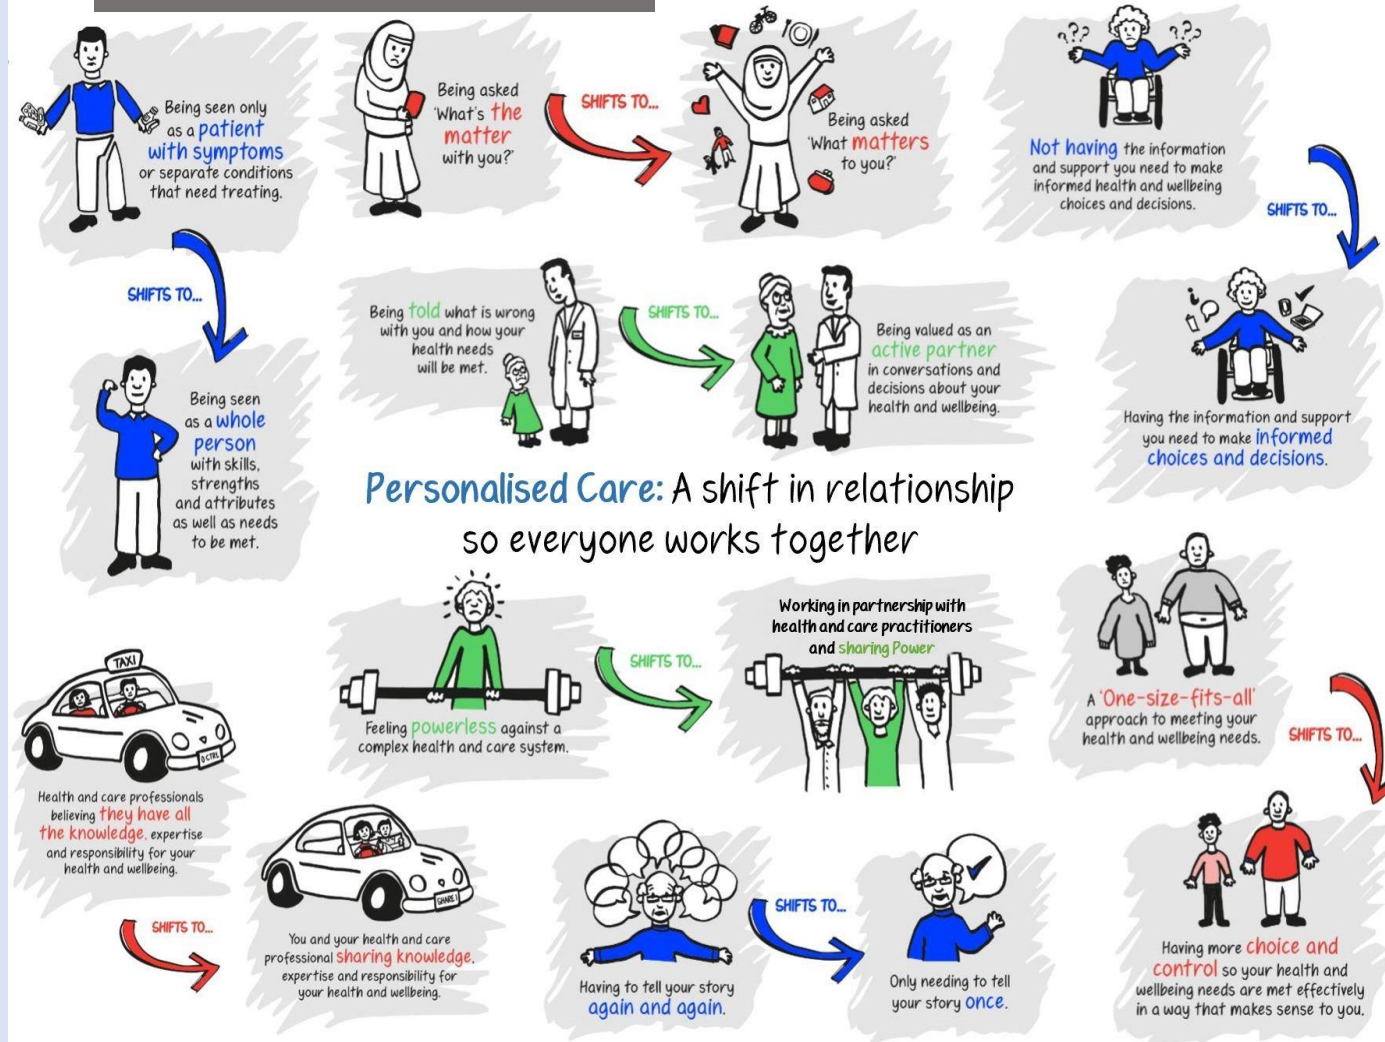 Being seen only
as a patient
with symptoms
or separate conditions
that need treating.
SHIFTS TO...
Being seen
as a whole
person
with skills,
strengths
and attributes
as well as needs
to be met.
Being asked
'What's the
matter
with you?'
SHIFTS TO...
Being asked
'What matters
to you?'
???
???
Not having the information
and support you need to make
informed health and wellbeing
choices and decisions.
SHIFTS TO...
i
Having the information and support
you need to make informed
choices and decisions.
Being told what is wrong
with you and how your
health needs
will be met.
SHIFTS TO...
Being valued as an
active partner
in conversations and
decisions about your
health and wellbeing.
Personalised Care: A shift in relationship
so everyone works together
Feeling powerless against a
complex health and care system.
SHIFTS TO...
Working in partnership with
health and care practitioners
and sharing Power
A 'One-size-fits-all'
approach to meeting your
health and wellbeing needs.
SHIFTS TO...
Having more choice and
control so your health and
wellbeing needs are met effectively
in a way that makes sense to you.
TAXI
0 CTRL
Health and care professionals
believing they have all
the knowledge, expertise
and responsibility for your
health and wellbeing.
SHIFTS TO...
SHARE 1
You and your health and care
professional sharing knowledge,
expertise and responsibility for
your health and wellbeing.
Having to tell your story
again and again.
SHIFTS TO...
Only needing to tell
your story once.